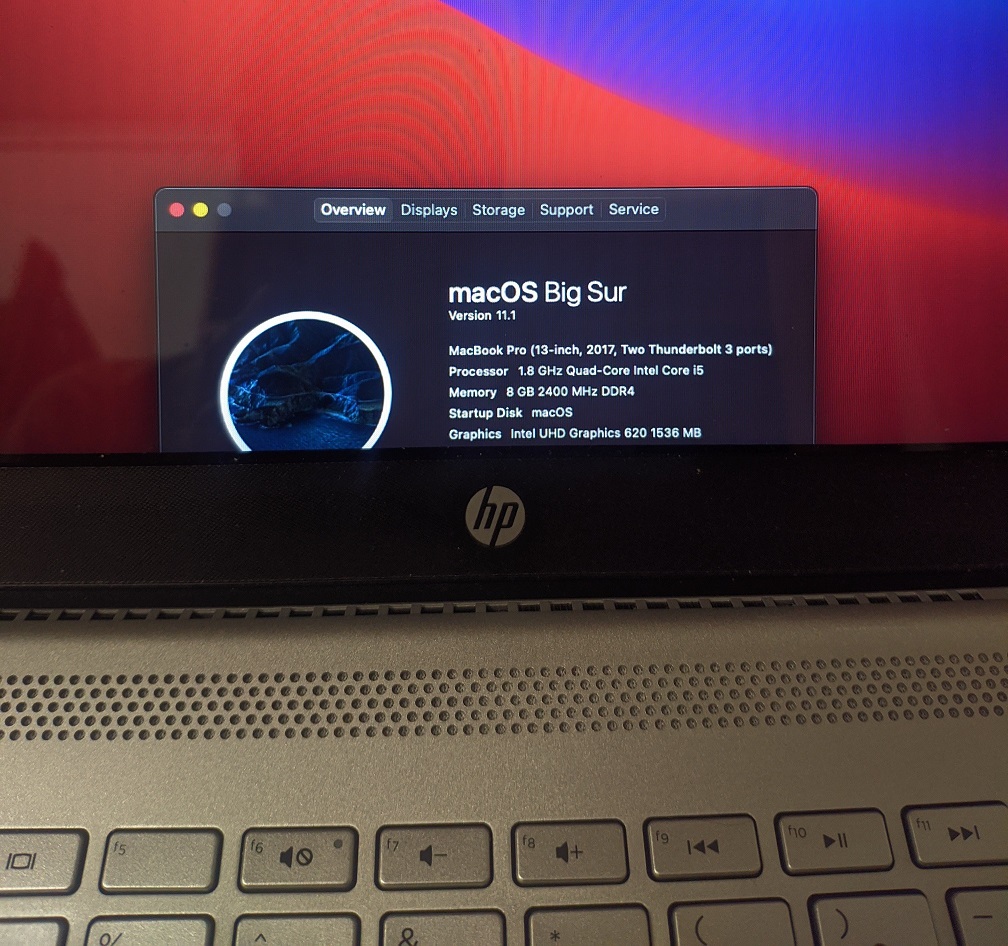 Overview Displays Storage Support Service
macOS Big Sur
Version 11.1
MacBook Pro (13-inch, 2017, Two Thunderbolt 3 ports)
Processor 1.8 GHz Quad-Core Intel Core i5
Memory 8 GB 2400 MHz DDR4
Startup Disk macOS
Graphics Intel UHD Graphics 620 1536 MB
hp
f5 f6 f7 f8 f9 f10 f11
% ^ & * ( ) −